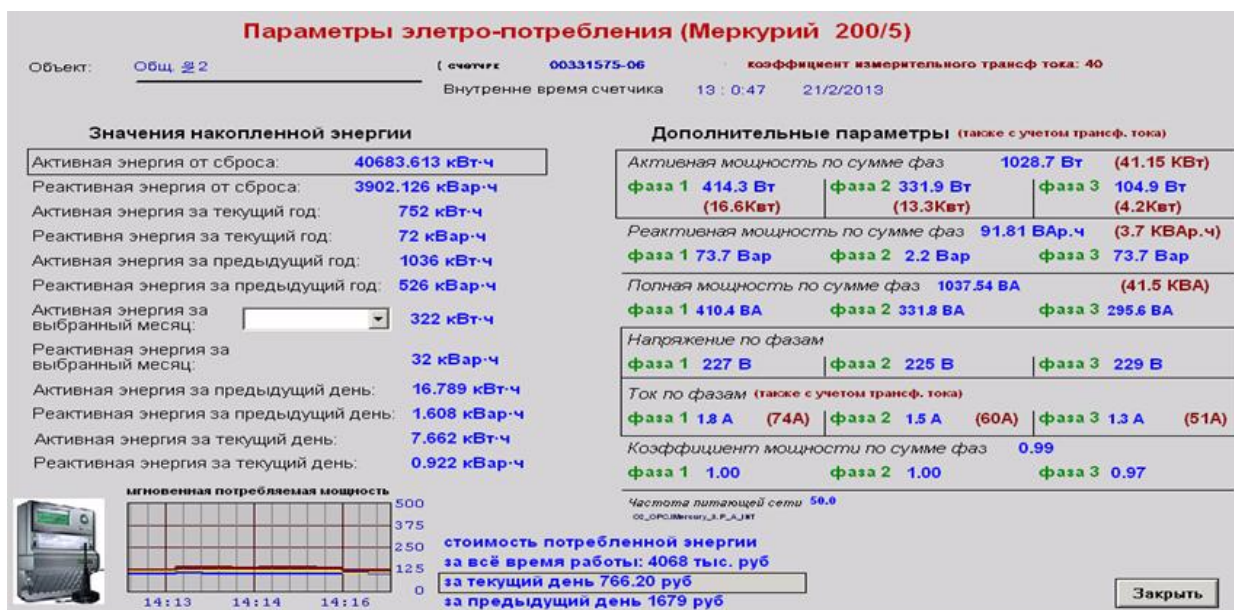 Параметры элетро-потребления (Меркурий 200/5)
Объект: Общ. №2 ( счетчик 00331575-06 коэффициент измерительного трансф тока: 40
Внутренне время счетчика 13 : 0:47 21/2/2013
Значения накопленной энергии
Активная энергия от сброса: 40683.613 кВт·ч
Реактивная энергия от сброса: 3902.126 кВар·ч
Активная энергия за текущий год: 752 кВт·ч
Реактивня энергия за текущий год: 72 кВар·ч
Активная энергия за предыдущий год: 1036 кВт·ч
Реактивная энергия за предыдущий год: 526 кВар·ч
Активная энергия за
выбранный месяц: 322 кВт·ч
Реактивная энергия за
выбранный месяц: 32 кВар·ч
Активная энергия за предыдущий день: 16.789 кВт·ч
Реактивная энергия за предыдущий день: 1.608 кВар·ч
Активная энергия за текущий день: 7.662 кВт·ч
Реактивная энергия за текущий день: 0.922 кВар·ч
Дополнительные параметры (также с учетом трансф. тока)
Активная мощность по сумме фаз 1028.7 Вт (41.15 КВт)
фаза 1 414.3 Вт фаза 2 331.9 Вт фаза 3 104.9 Вт
(16.6Квт) (13.3Квт) (4.2Квт)
Реактивная мощность по сумме фаз 91.81 ВАр.ч (3.7 КВАр.ч)
фаза 1 73.7 Вар фаза 2 2.2 Вар фаза 3 73.7 Вар
Полная мощность по сумме фаз 1037.54 ВА (41.5 КВА)
фаза 1 410.4 ВА фаза 2 331.8 ВА фаза 3 295.6 ВА
Напряжение по фазам
фаза 1 227 В фаза 2 225 В фаза 3 229 В
Ток по фазам (также с учетом трансф. тока)
фаза 1 1.8 А (74А) фаза 2 1.5 А (60А) фаза 3 1.3 А (51А)
Коэффициент мощности по сумме фаз 0.99
фаза 1 1.00 фаза 2 1.00 фаза 3 0.97
Частота питающей сети 50.0
мгновенная потребляемая мощность
500
375
250
125
0
14:13 14:14 14:16
стоимость потребленной энергии
за всё время работы: 4068 тыс. руб
за текущий день 766.20 руб
за предыдущий день 1679 руб
Закрыть